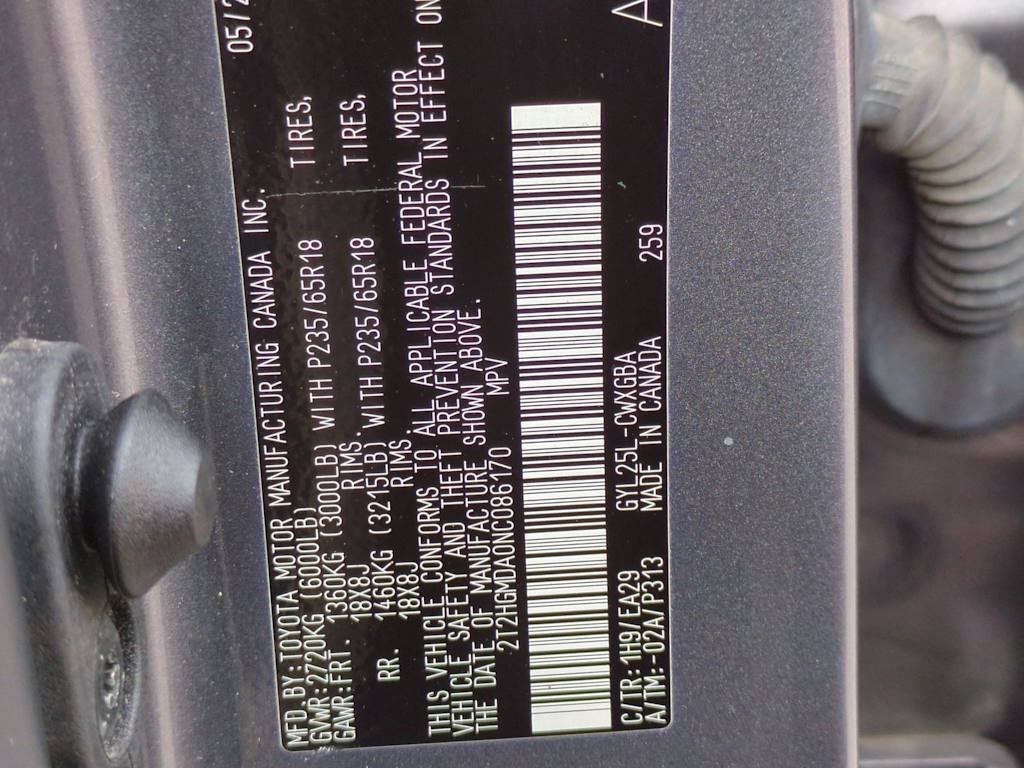 MFD.BY:TOYOTA MOTOR MANUFACTURING CANADA INC. 05/2
GVWR:2720KG (6000LB)
GAWR:FRT. 1360KG (3000LB) WITH P235/65R18 TIRES,
18X8J RIMS.
RR. 1460KG (3215LB) WITH P235/65R18 TIRES,
18X8J RIMS
THIS VEHICLE CONFORMS TO ALL APPLICABLE FEDERAL MOTOR
VEHICLE SAFETY AND THEFT PREVENTION STANDARDS IN EFFECT ON
THE DATE OF MANUFACTURE SHOWN ABOVE.
2T2HGMDA0NC086170 MPV
C/TR:1H9/EA29 GYL25L-CWXGBA
A/TM:-02A/P313 MADE IN CANADA 259 A